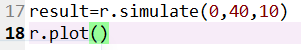 17 result=r.simulate(0,40,10)
18 r.plot()